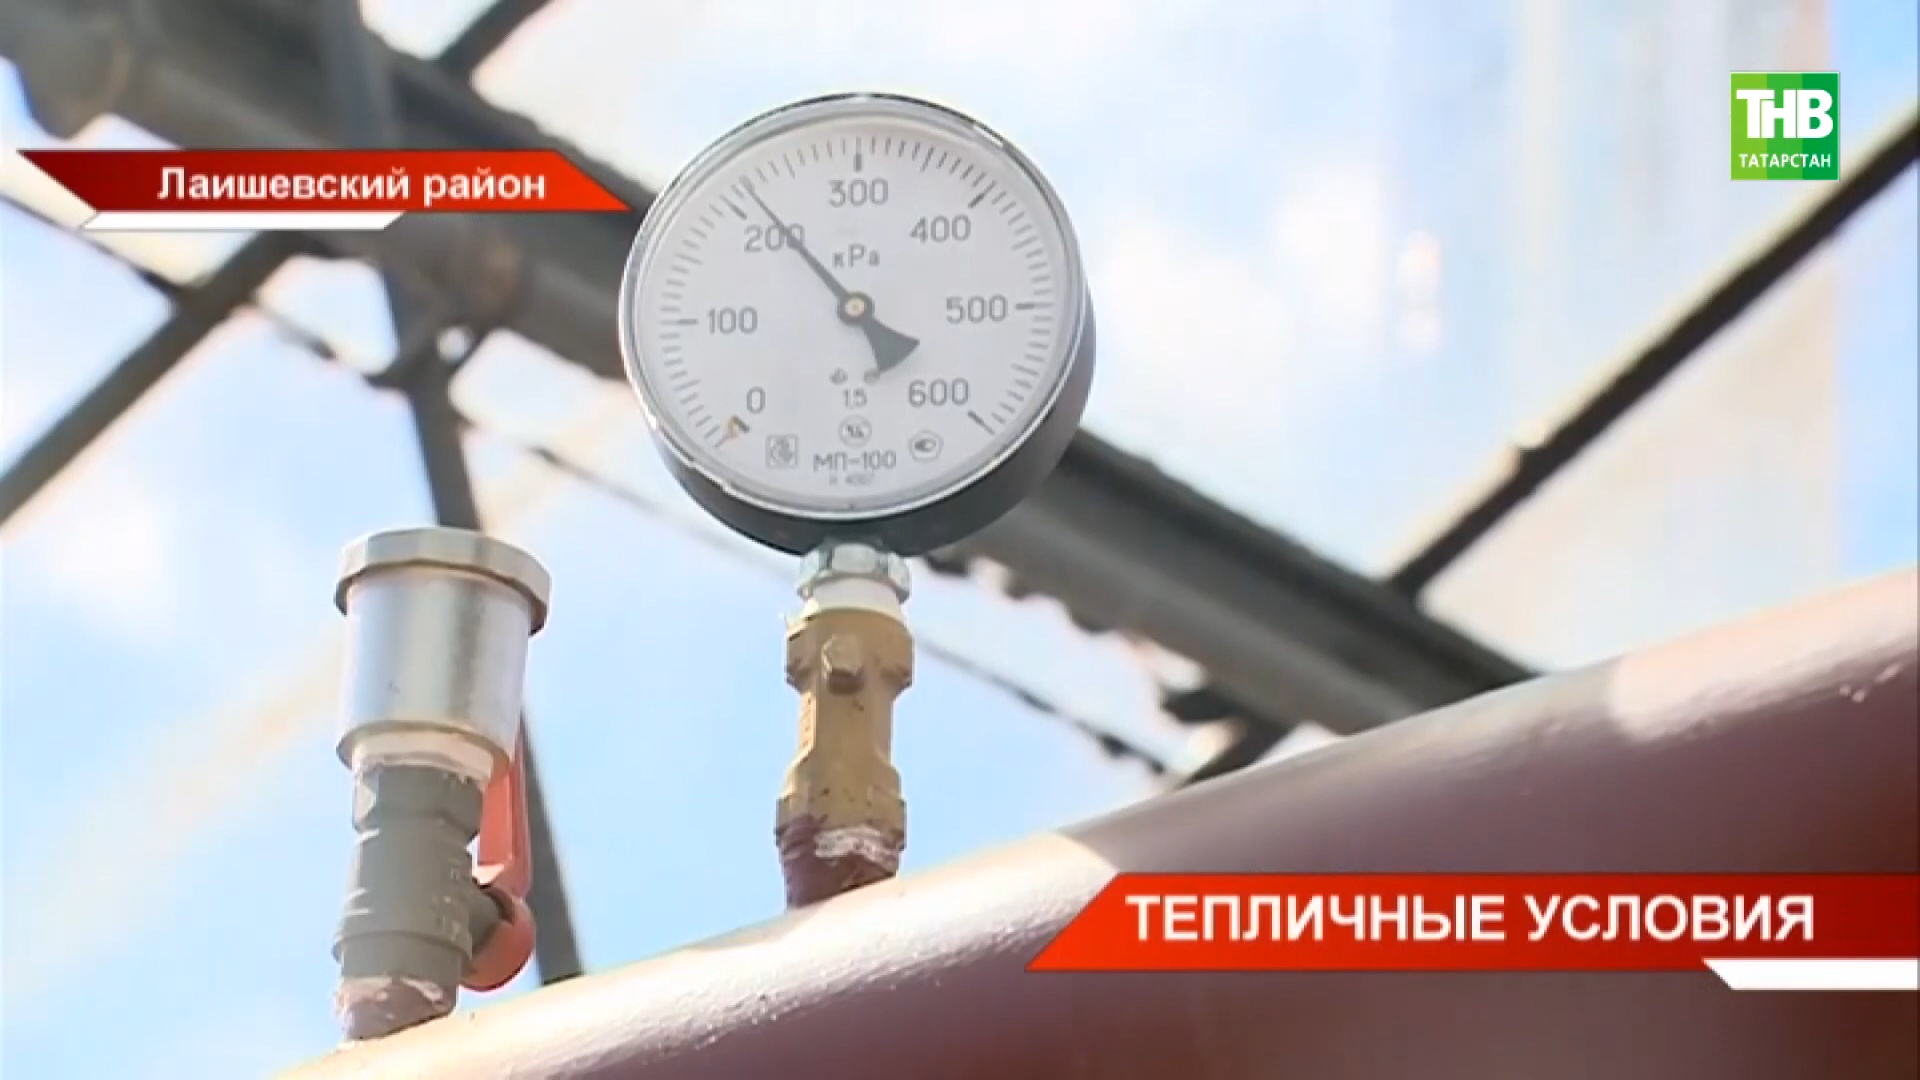 ТНВ
ТАТАРСТАН
Лаишевский район
300
200
400
кРа
100
500
0
600
1,5
МП-100
ТЕПЛИЧНЫЕ УСЛОВИЯ